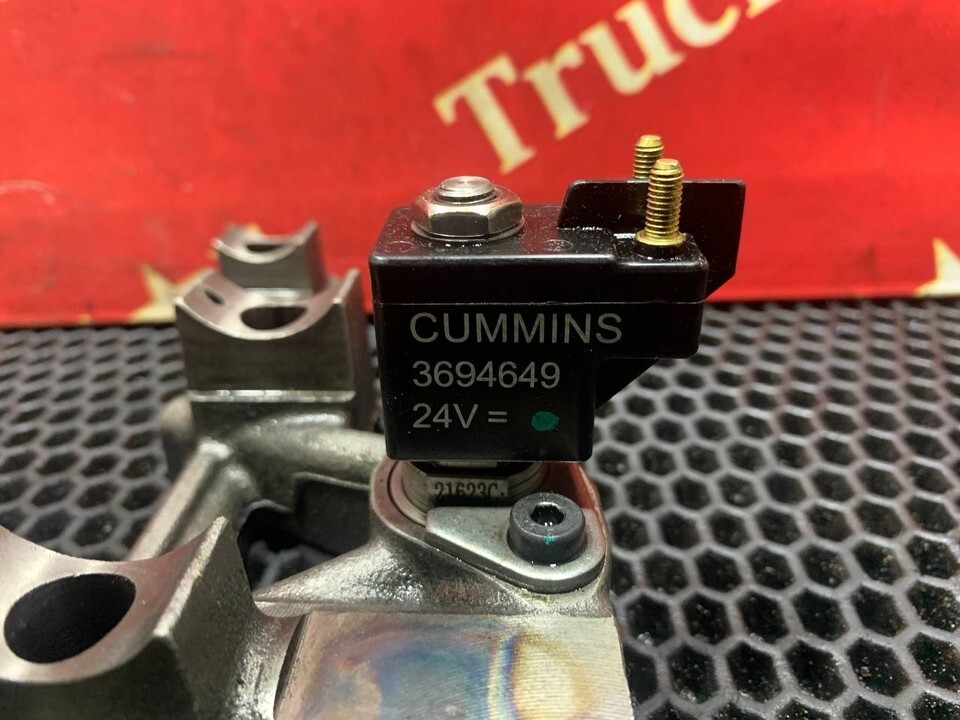 Truc
CUMMINS
3694649
24V =
21623C